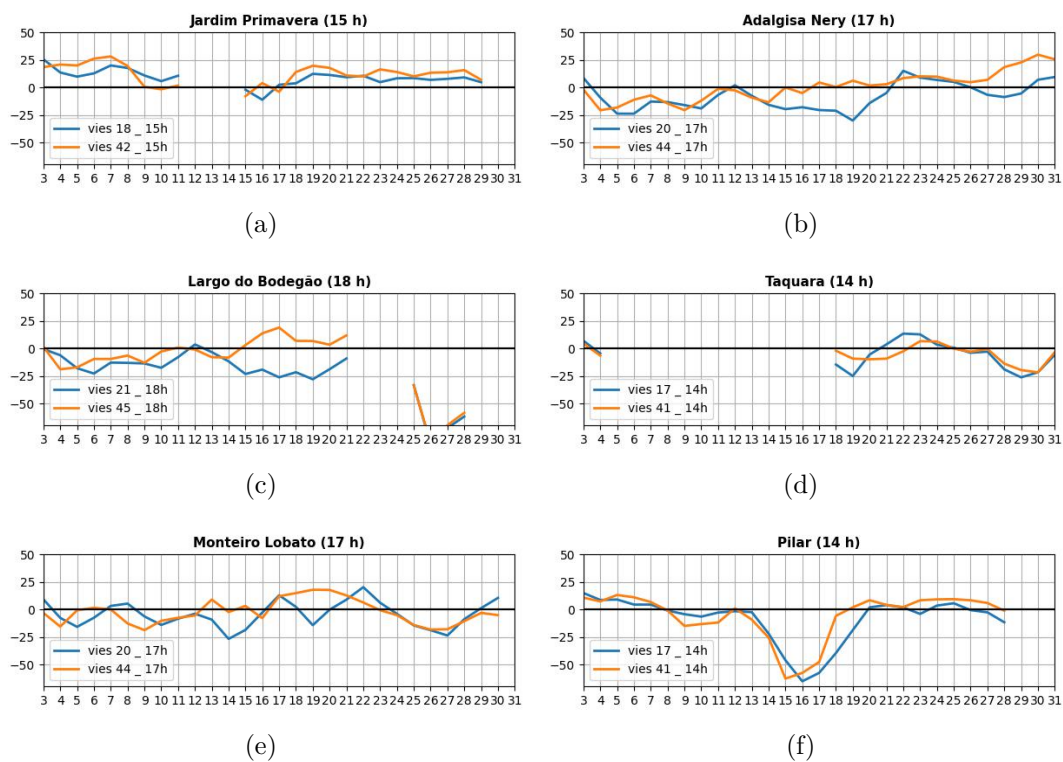 Jardim Primavera (15 h)
50
25
0
−25
−50
vies 18 _ 15h
vies 42 _ 15h
3 4 5 6 7 8 9 10 11 12 13 14 15 16 17 18 19 20 21 22 23 24 25 26 27 28 29 30 31
(a)
Adalgisa Nery (17 h)
50
25
0
−25
−50
vies 20 _ 17h
vies 44 _ 17h
3 4 5 6 7 8 9 10 11 12 13 14 15 16 17 18 19 20 21 22 23 24 25 26 27 28 29 30 31
(b)
Largo do Bodegão (18 h)
50
25
0
−25
−50
vies 21 _ 18h
vies 45 _ 18h
3 4 5 6 7 8 9 10 11 12 13 14 15 16 17 18 19 20 21 22 23 24 25 26 27 28 29 30 31
(c)
Taquara (14 h)
50
25
0
−25
−50
vies 17 _ 14h
vies 41 _ 14h
3 4 5 6 7 8 9 10 11 12 13 14 15 16 17 18 19 20 21 22 23 24 25 26 27 28 29 30 31
(d)
Monteiro Lobato (17 h)
50
25
0
−25
−50
vies 20 _ 17h
vies 44 _ 17h
3 4 5 6 7 8 9 10 11 12 13 14 15 16 17 18 19 20 21 22 23 24 25 26 27 28 29 30 31
(e)
Pilar (14 h)
50
25
0
−25
−50
vies 17 _ 14h
vies 41 _ 14h
3 4 5 6 7 8 9 10 11 12 13 14 15 16 17 18 19 20 21 22 23 24 25 26 27 28 29 30 31
(f)